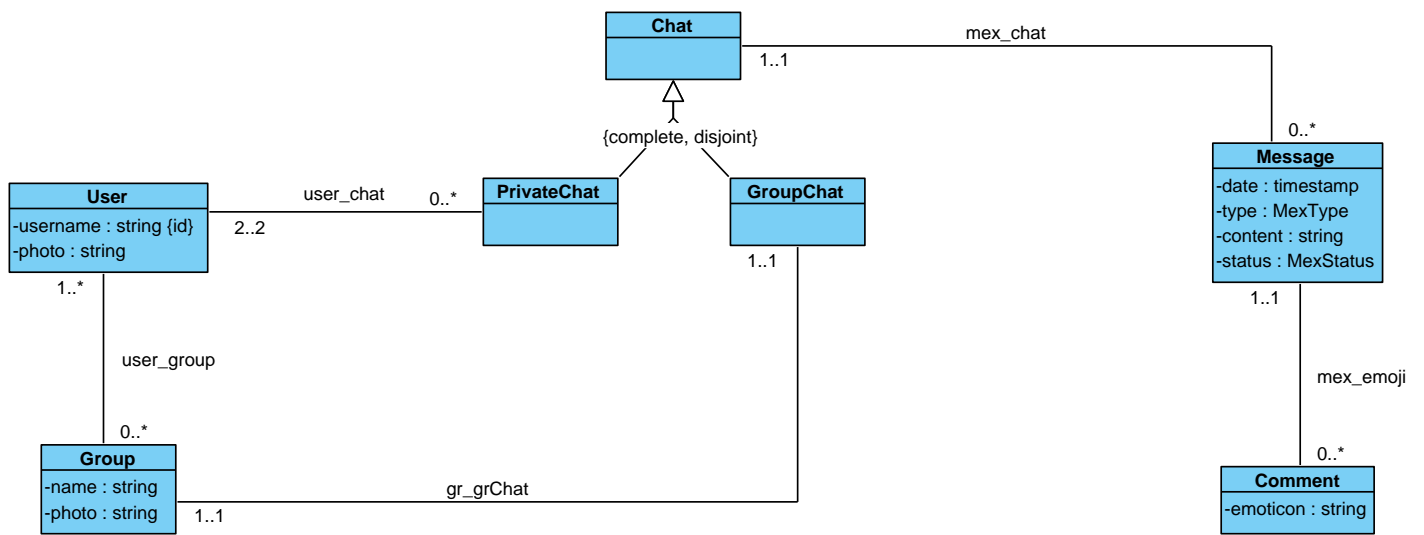 Chat
mex_chat
1..1
{complete, disjoint}
0..*
Message
-date : timestamp
-type : MexType
-content : string
-status : MexStatus
1..1
User
-username : string {id}
-photo : string
user_chat
0..*
2..2
PrivateChat
GroupChat
1..1
1..*
user_group
mex_emoji
0..*
Group
-name : string
-photo : string
gr_grChat
1..1
0..*
Comment
-emoticon : string